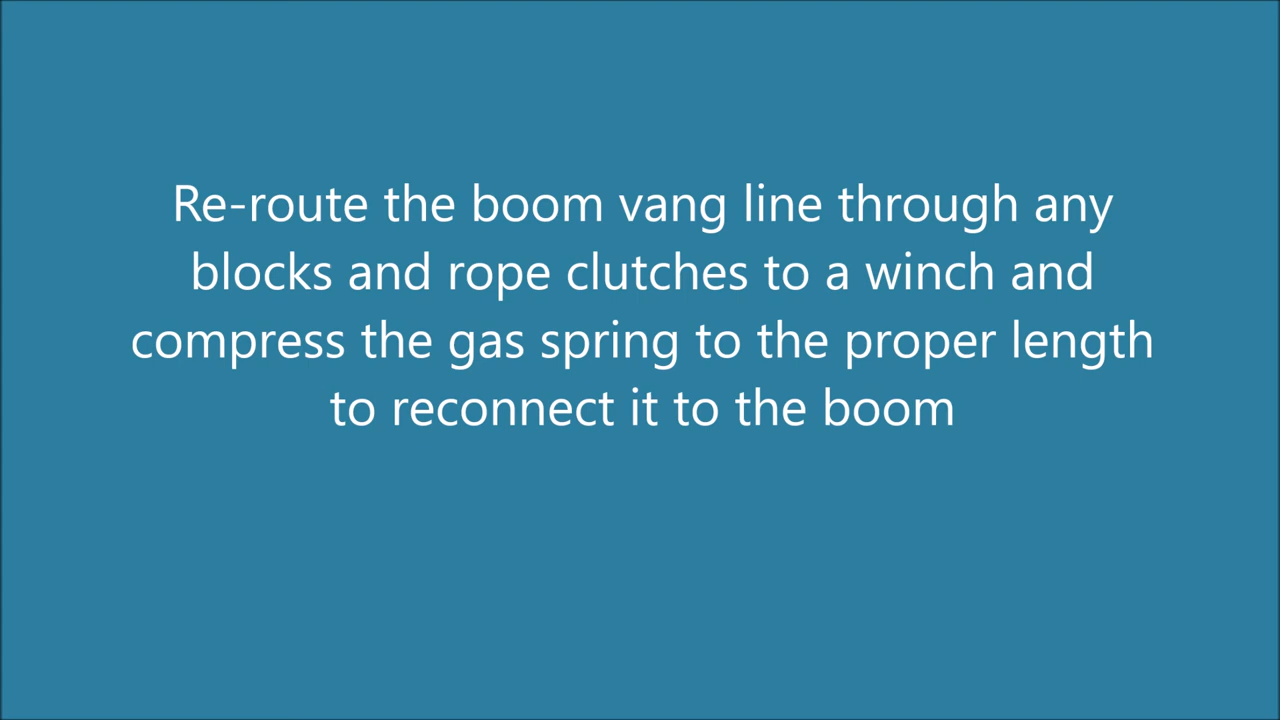 Re-route the boom vang line through any
blocks and rope clutches to a winch and
compress the gas spring to the proper length
to reconnect it to the boom